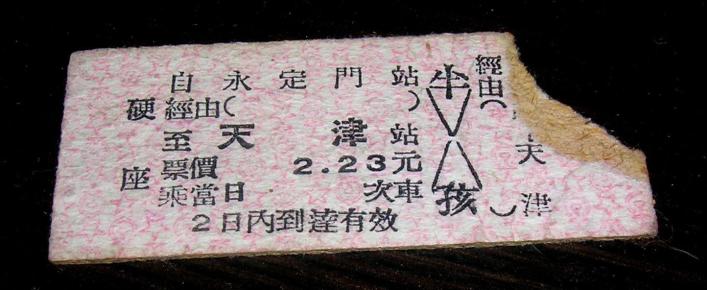 自永定門站
硬經由( )
至天津站
座票價 2.23元
乘當日 次車
2日內到達有效
半
孩
經由(
天
津
)